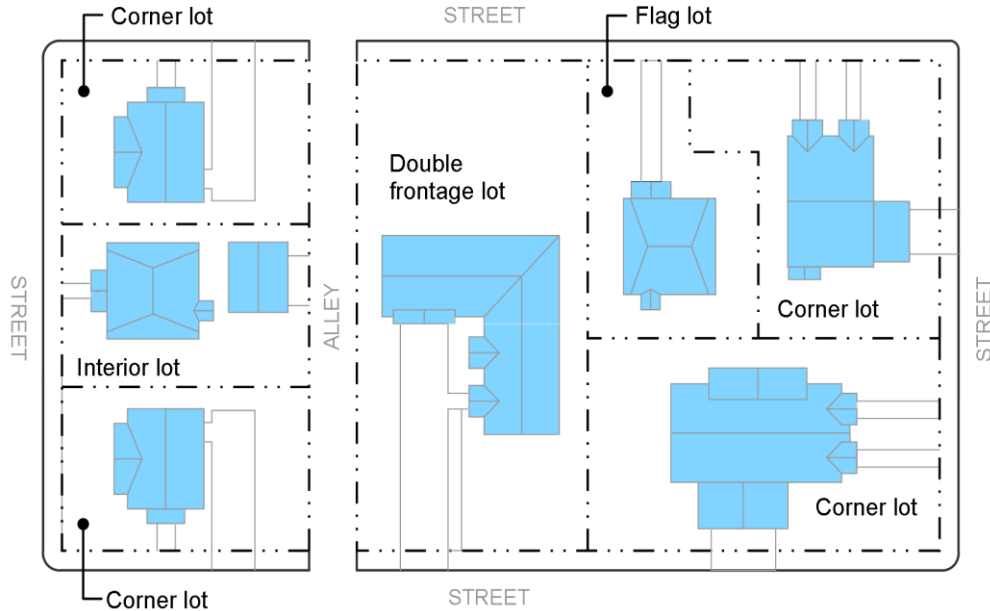 Corner lot
STREET
Flag lot
Double
frontage lot
STREET
ALLEY
STREET
Corner lot
Interior lot
Corner lot
Corner lot
STREET